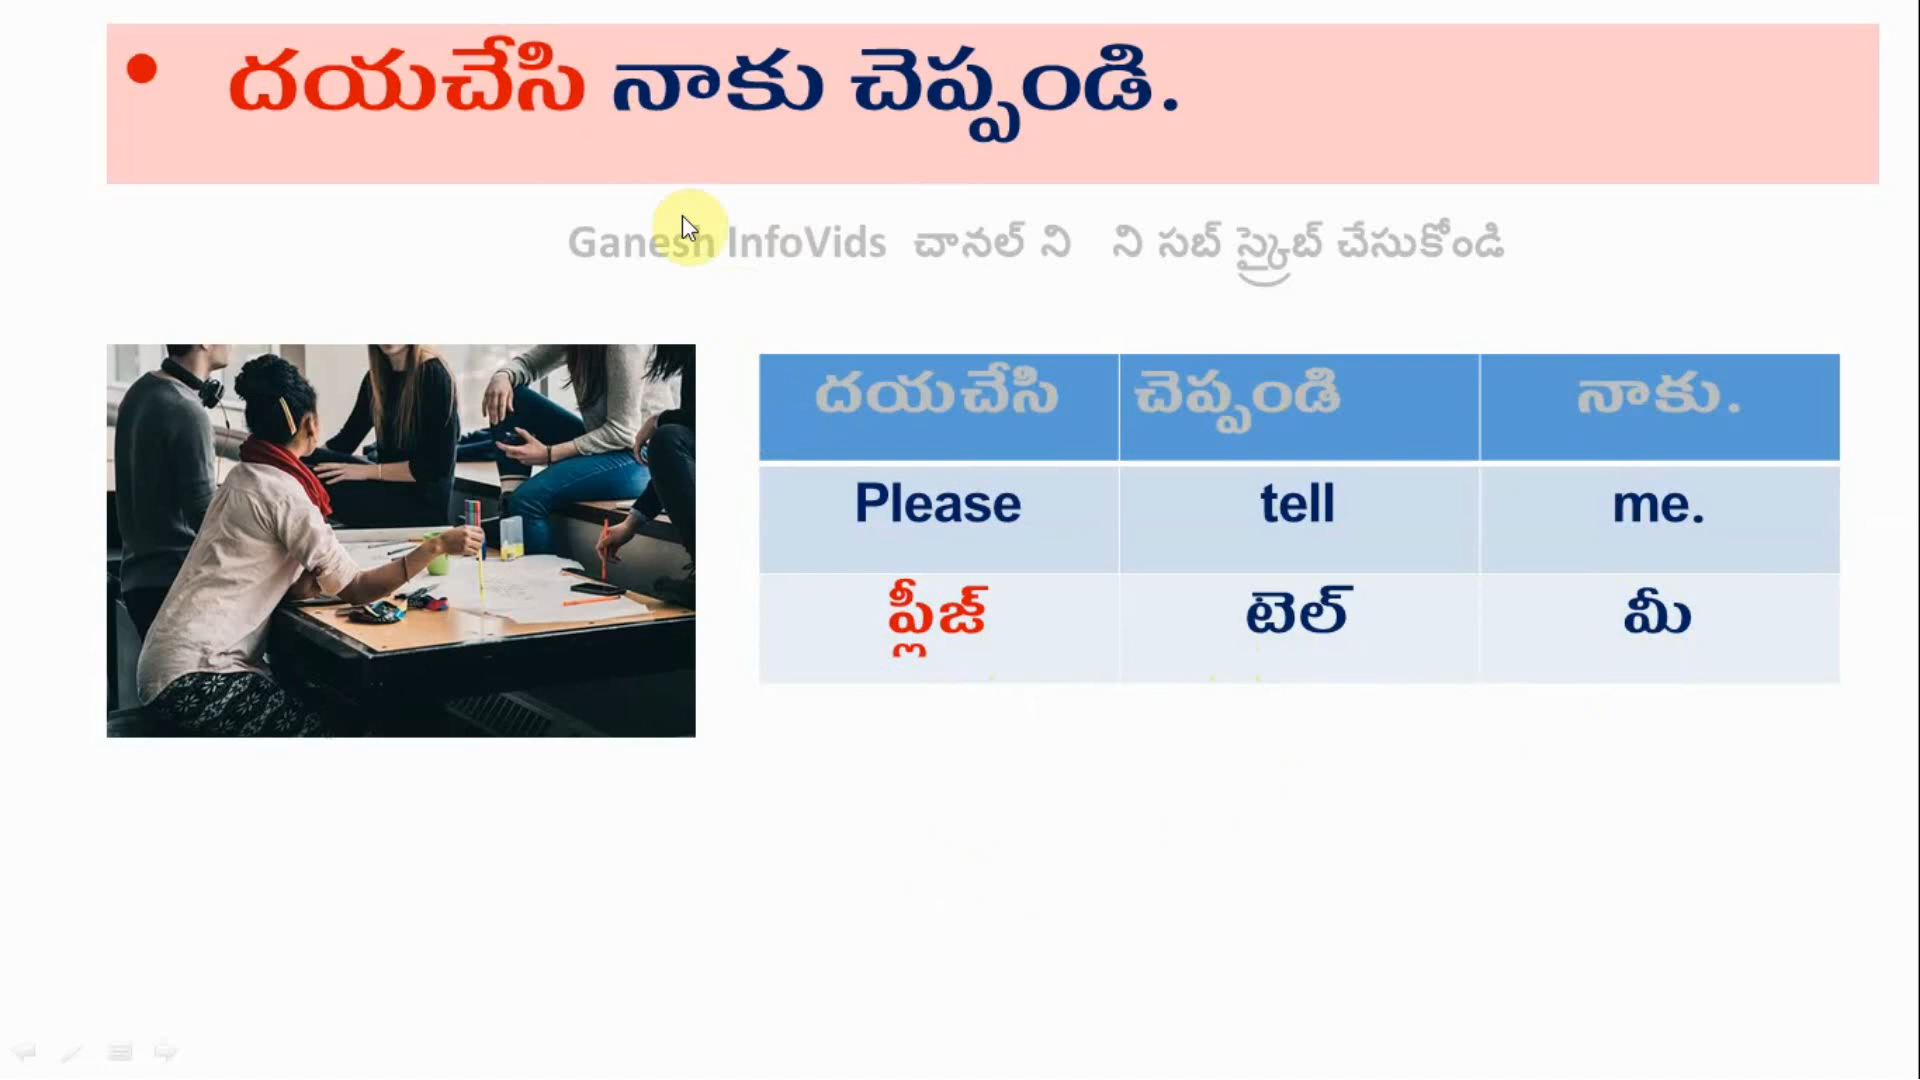 • దయచేసి నాకు చెప్పండి.
Ganesh InfoVids చానల్ ని ని సబ్ స్క్రైబ్ చేసుకోండి
దయచేసి చెప్పండి నాకు.
Please tell me.
ప్లీజ్ టెల్ మీ